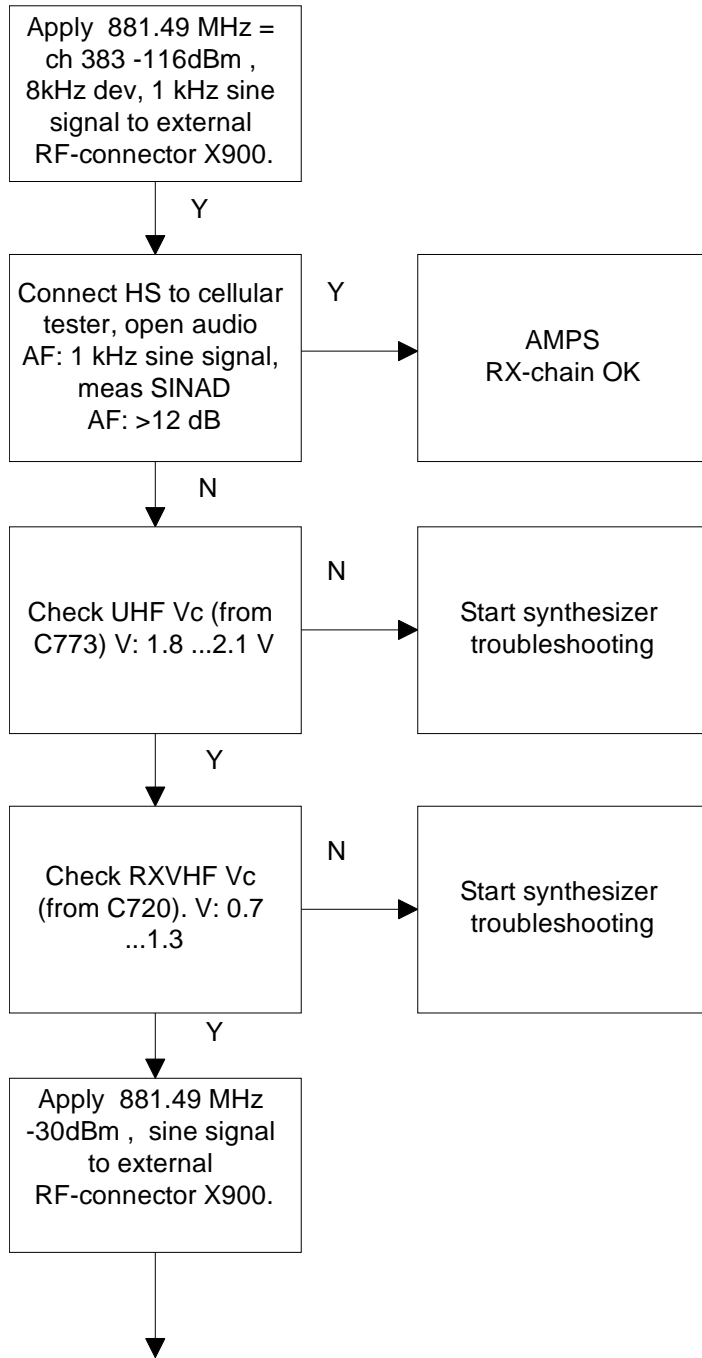 Apply  881.49 MHz =
ch 383 -116dBm ,
8kHz dev, 1 kHz sine
signal to external
RF-connector X900.
Y
Connect HS to cellular
tester, open audio
AF: 1 kHz sine signal,
meas SINAD
AF: >12 dB
Y
AMPS
RX-chain OK
N
Check UHF Vc (from
C773) V: 1.8 ...2.1 V
N
Start synthesizer
troubleshooting
Y
Check RXVHF Vc
(from C720). V: 0.7
...1.3
N
Start synthesizer
troubleshooting
Y
Apply  881.49 MHz
-30dBm ,  sine signal
to external
RF-connector X900.